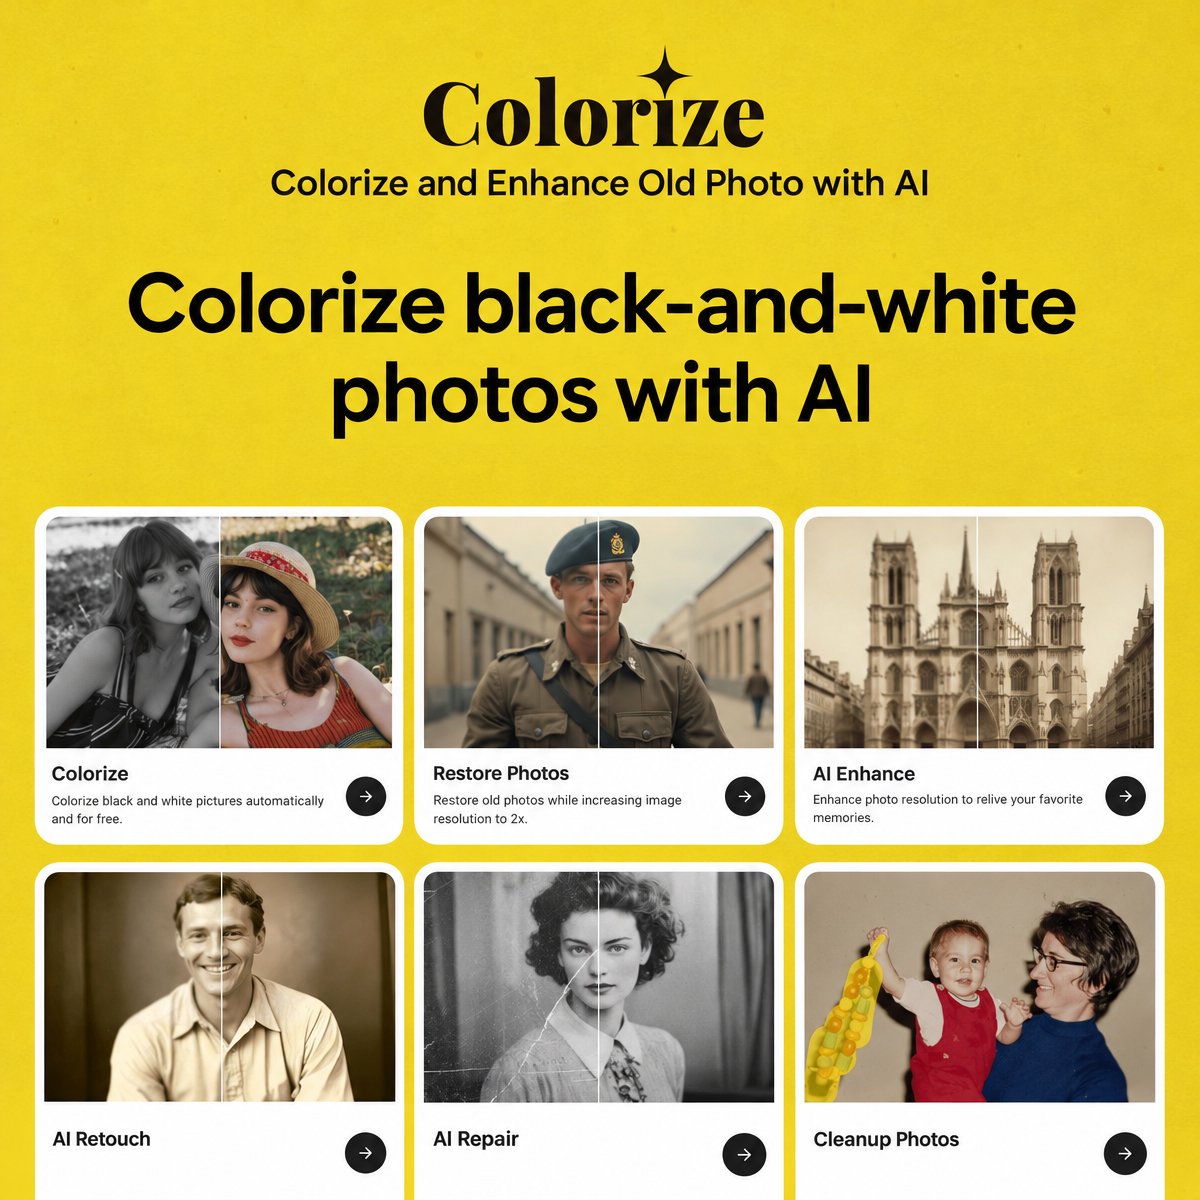 Colorize
Colorize and Enhance Old Photo with AI
Colorize black-and-white
photos with AI
Colorize
Colorize black and white pictures automatically
and for free.
Restore Photos
Restore old photos while increasing image
resolution to 2x.
AI Enhance
Enhance photo resolution to relive your favorite
memories.
AI Retouch
AI Repair
Cleanup Photos